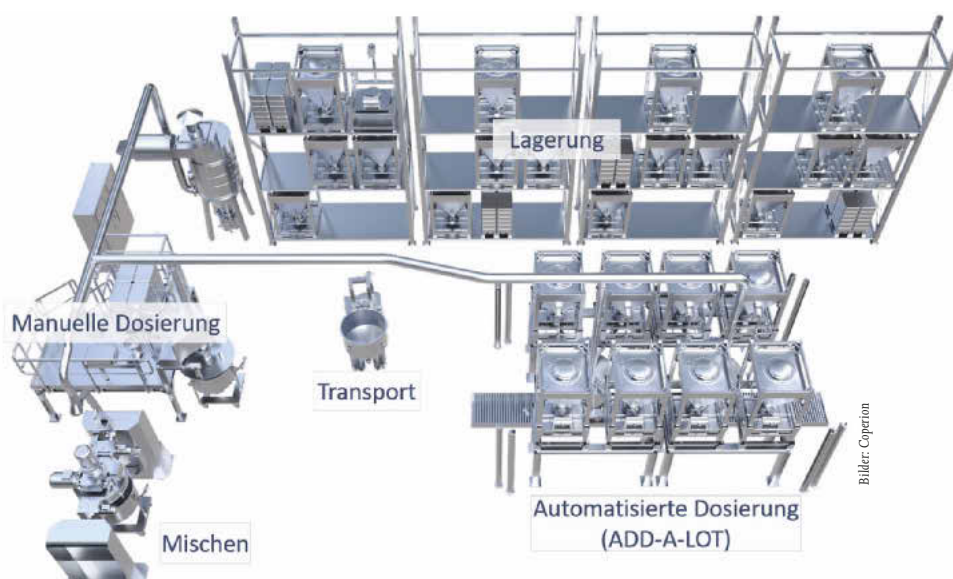 Lagerung
Manuelle Dosierung
Transport
Mischen
Automatisierte Dosierung
(ADD-A-LOT)
Bilder: Coperion